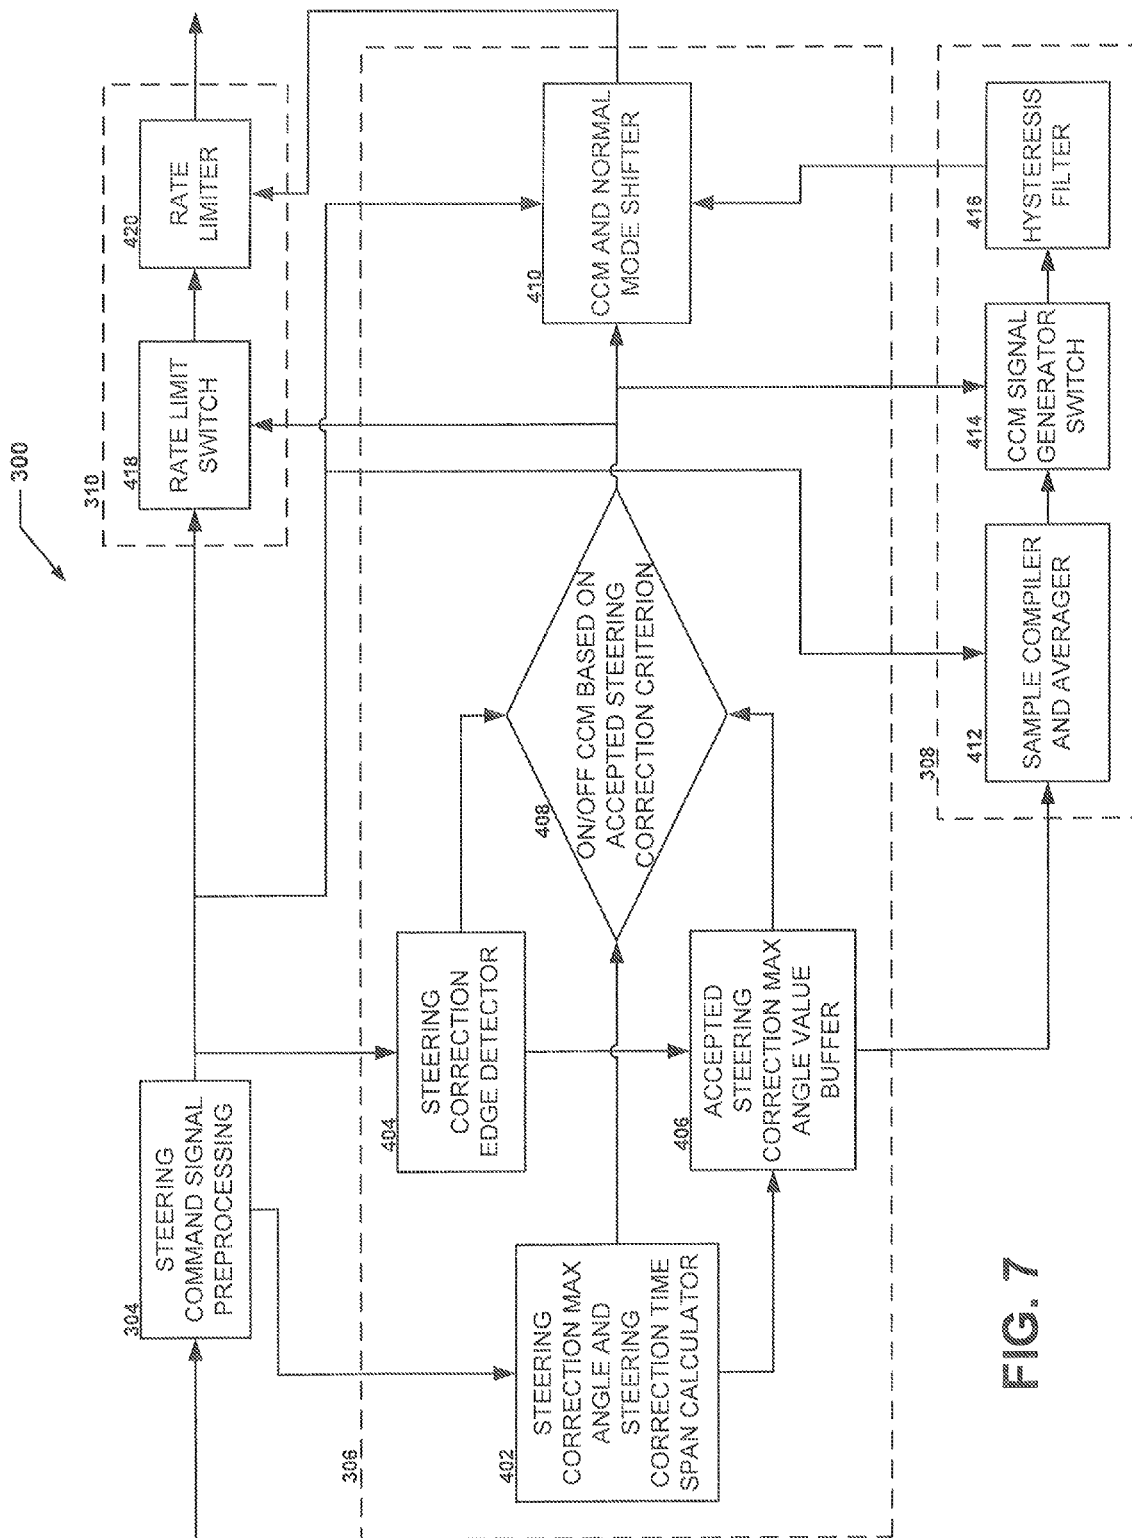 300
304
STEERING
COMMAND SIGNAL
PREPROCESSING
310
418
RATE LIMIT
SWITCH
420
RATE
LIMITER
306
402
STEERING
CORRECTION MAX
ANGLE AND
STEERING
CORRECTION TIME
SPAN CALCULATOR
404
STEERING
CORRECTION
EDGE DETECTOR
406
ACCEPTED
STEERING
CORRECTION MAX
ANGLE VALUE
BUFFER
408
ON/OFF CCM BASED ON
ACCEPTED STEERING
CORRECTION CRITERION
410
CCM AND NORMAL
MODE SHIFTER
308
412
SAMPLE COMPILER
AND AVERAGER
414
CCM SIGNAL
GENERATOR
SWITCH
416
HYSTERESIS
FILTER
FIG. 7